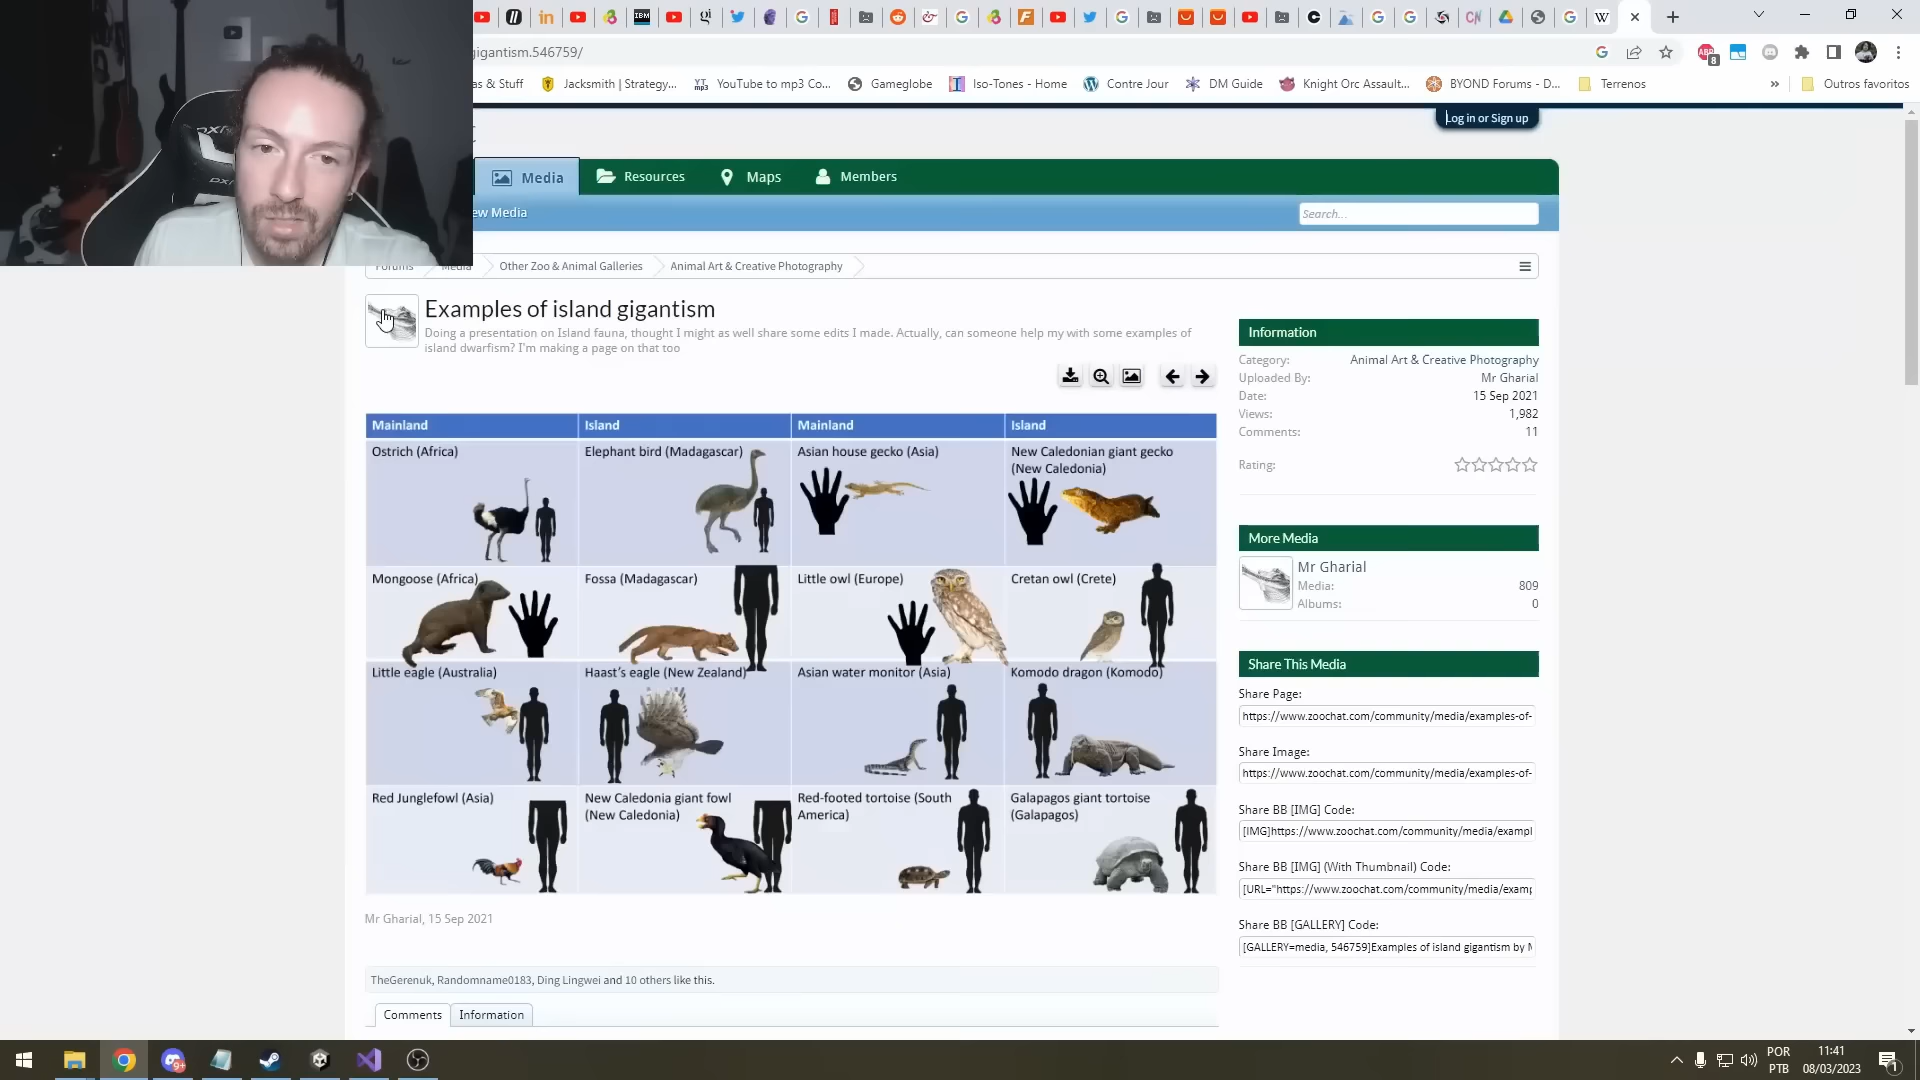 igantism.546759/
as & Stuff
Jacksmith | Strategy...
YouTube to mp3 Co...
Gameglobe
Iso-Tones - Home
Contre Jour
DM Guide
Knight Orc Assault...
BYOND Forums - D...
Terrenos
»
Outros favoritos
Log in or Sign up
Media
Resources
Maps
Members
ew Media
Search...
Forums
Media
Other Zoo & Animal Galleries
Animal Art & Creative Photography
Examples of island gigantism
Doing a presentation on Island fauna, thought I might as well share some edits I made. Actually, can someone help my with some examples of
island dwarfism? I'm making a page on that too
Mainland
Island
Mainland
Island
Ostrich (Africa)
Elephant bird (Madagascar)
Asian house gecko (Asia)
New Caledonian giant gecko
(New Caledonia)
Mongoose (Africa)
Fossa (Madagascar)
Little owl (Europe)
Cretan owl (Crete)
Little eagle (Australia)
Haast's eagle (New Zealand)
Asian water monitor (Asia)
Komodo dragon (Komodo)
Red Junglefowl (Asia)
New Caledonia giant fowl
(New Caledonia)
Red-footed tortoise (South
America)
Galapagos giant tortoise
(Galapagos)
Mr Gharial, 15 Sep 2021
TheGerenuk, Randomname0183, Ding Lingwei and 10 others like this.
Comments
Information
Information
Category: Animal Art & Creative Photography
Uploaded By: Mr Gharial
Date: 15 Sep 2021
Views: 1,982
Comments: 11
Rating:
More Media
Mr Gharial
Media: 809
Albums: 0
Share This Media
Share Page:
https://www.zoochat.com/community/media/examples-of-
Share Image:
https://www.zoochat.com/community/media/examples-of-
Share BB [IMG] Code:
[IMG]https://www.zoochat.com/community/media/exampl
Share BB [IMG] (With Thumbnail) Code:
[URL="https://www.zoochat.com/community/media/examp
Share BB [GALLERY] Code:
[GALLERY=media, 546759]Examples of island gigantism by M
POR
PTB
11:41
08/03/2023